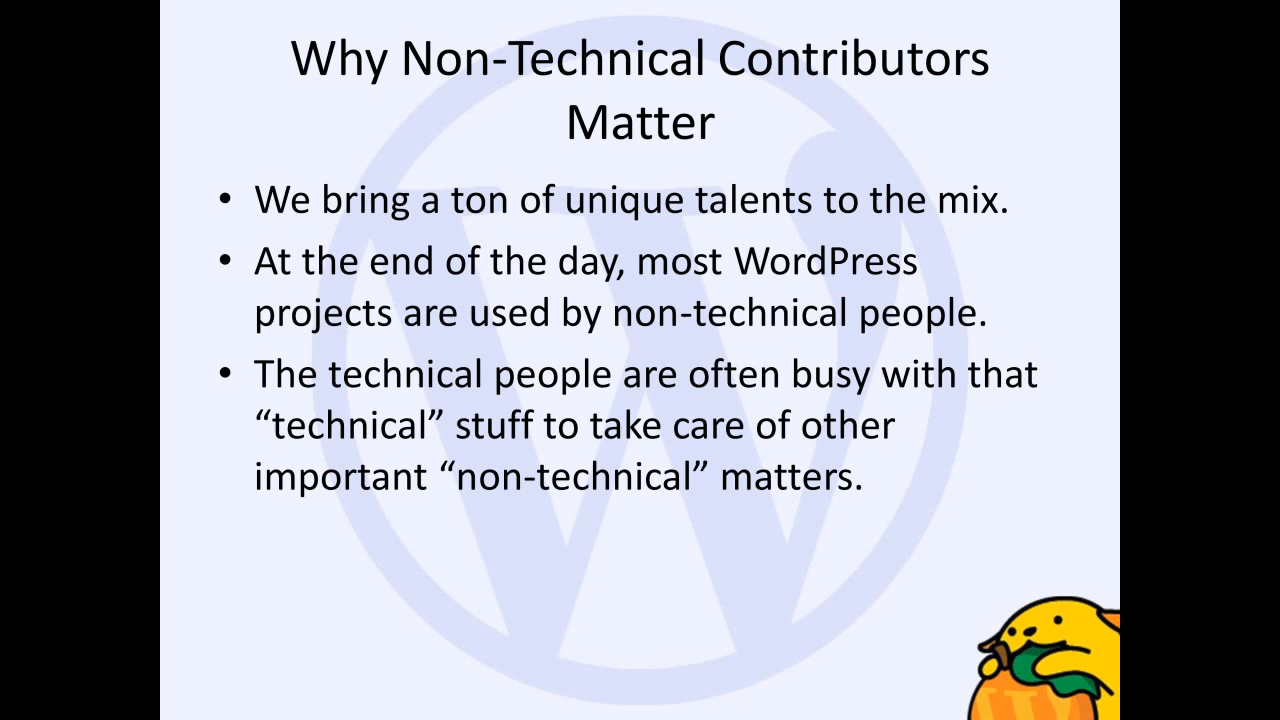 Why Non-Technical Contributors
Matter
• We bring a ton of unique talents to the mix.
• At the end of the day, most WordPress
projects are used by non-technical people.
• The technical people are often busy with that
“technical” stuff to take care of other
important “non-technical” matters.